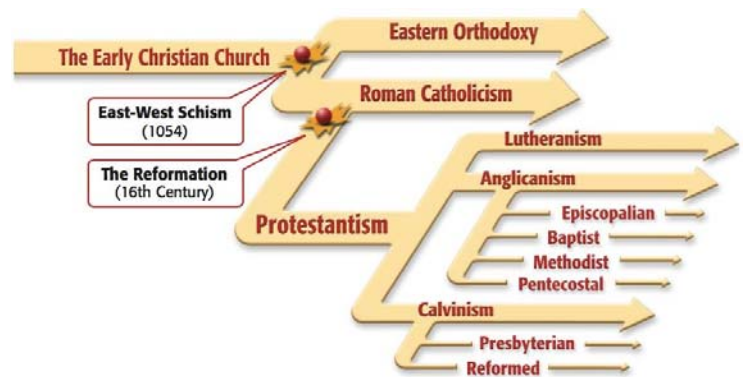 Eastern Orthodoxy
The Early Christian Church
Roman Catholicism
East-West Schism
(1054)
Lutheranism
The Reformation
(16th Century)
Anglicanism
Episcopalian
Protestantism
Baptist
Methodist
Pentecostal
Calvinism
Presbyterian
Reformed